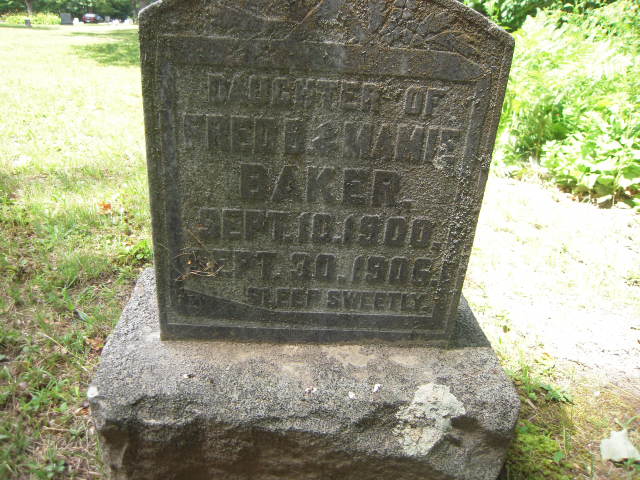 DAUGHTER OF
FRED B & MAMIE
BAKER.
SEPT. 10. 1900.
SEPT. 30. 1906.
SLEEP SWEETLY.